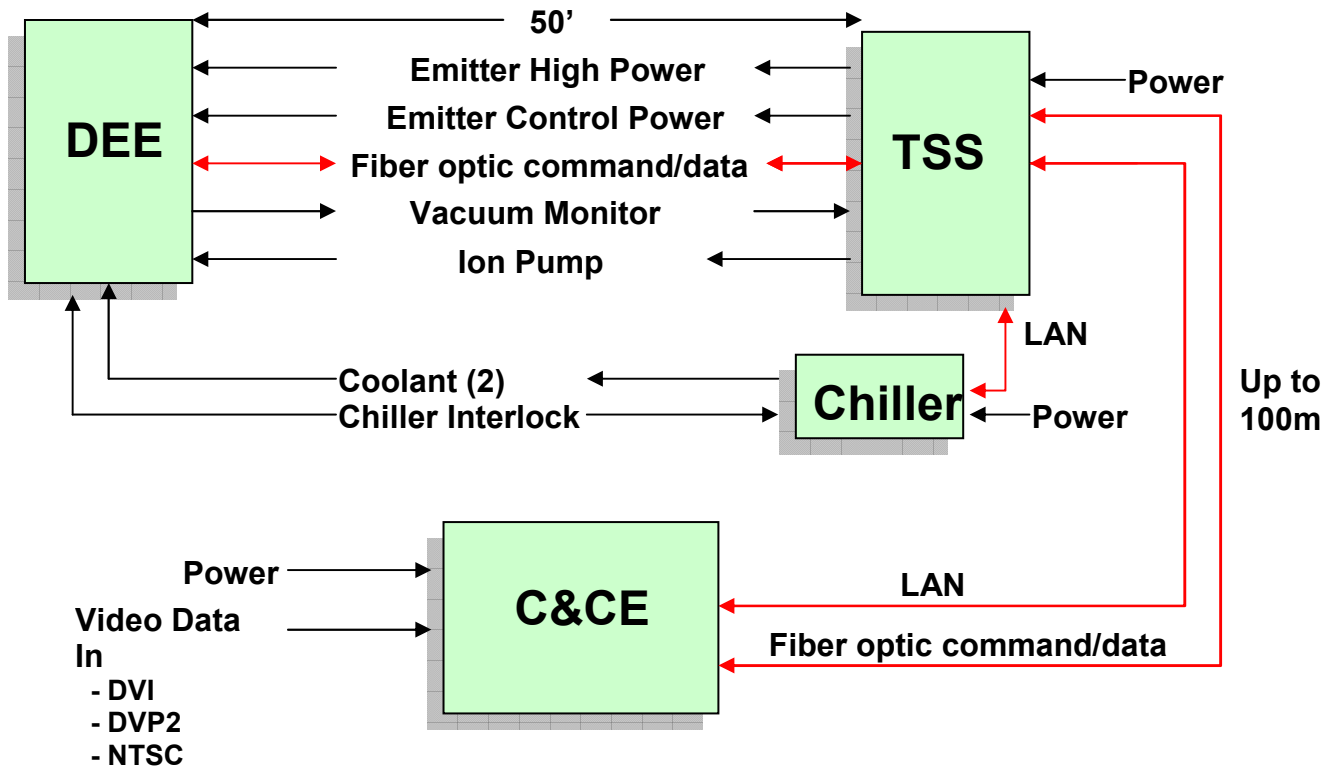 50’
Emitter High Power
Power
DEE
Emitter Control Power
TSS
Fiber optic command/data
Vacuum Monitor
Ion Pump
LAN
Coolant (2)
Chiller
Up to
100m
Chiller Interlock
Power
Power
C&CE
LAN
Video Data
In
Fiber optic command/data
- DVI
- DVP2
- NTSC